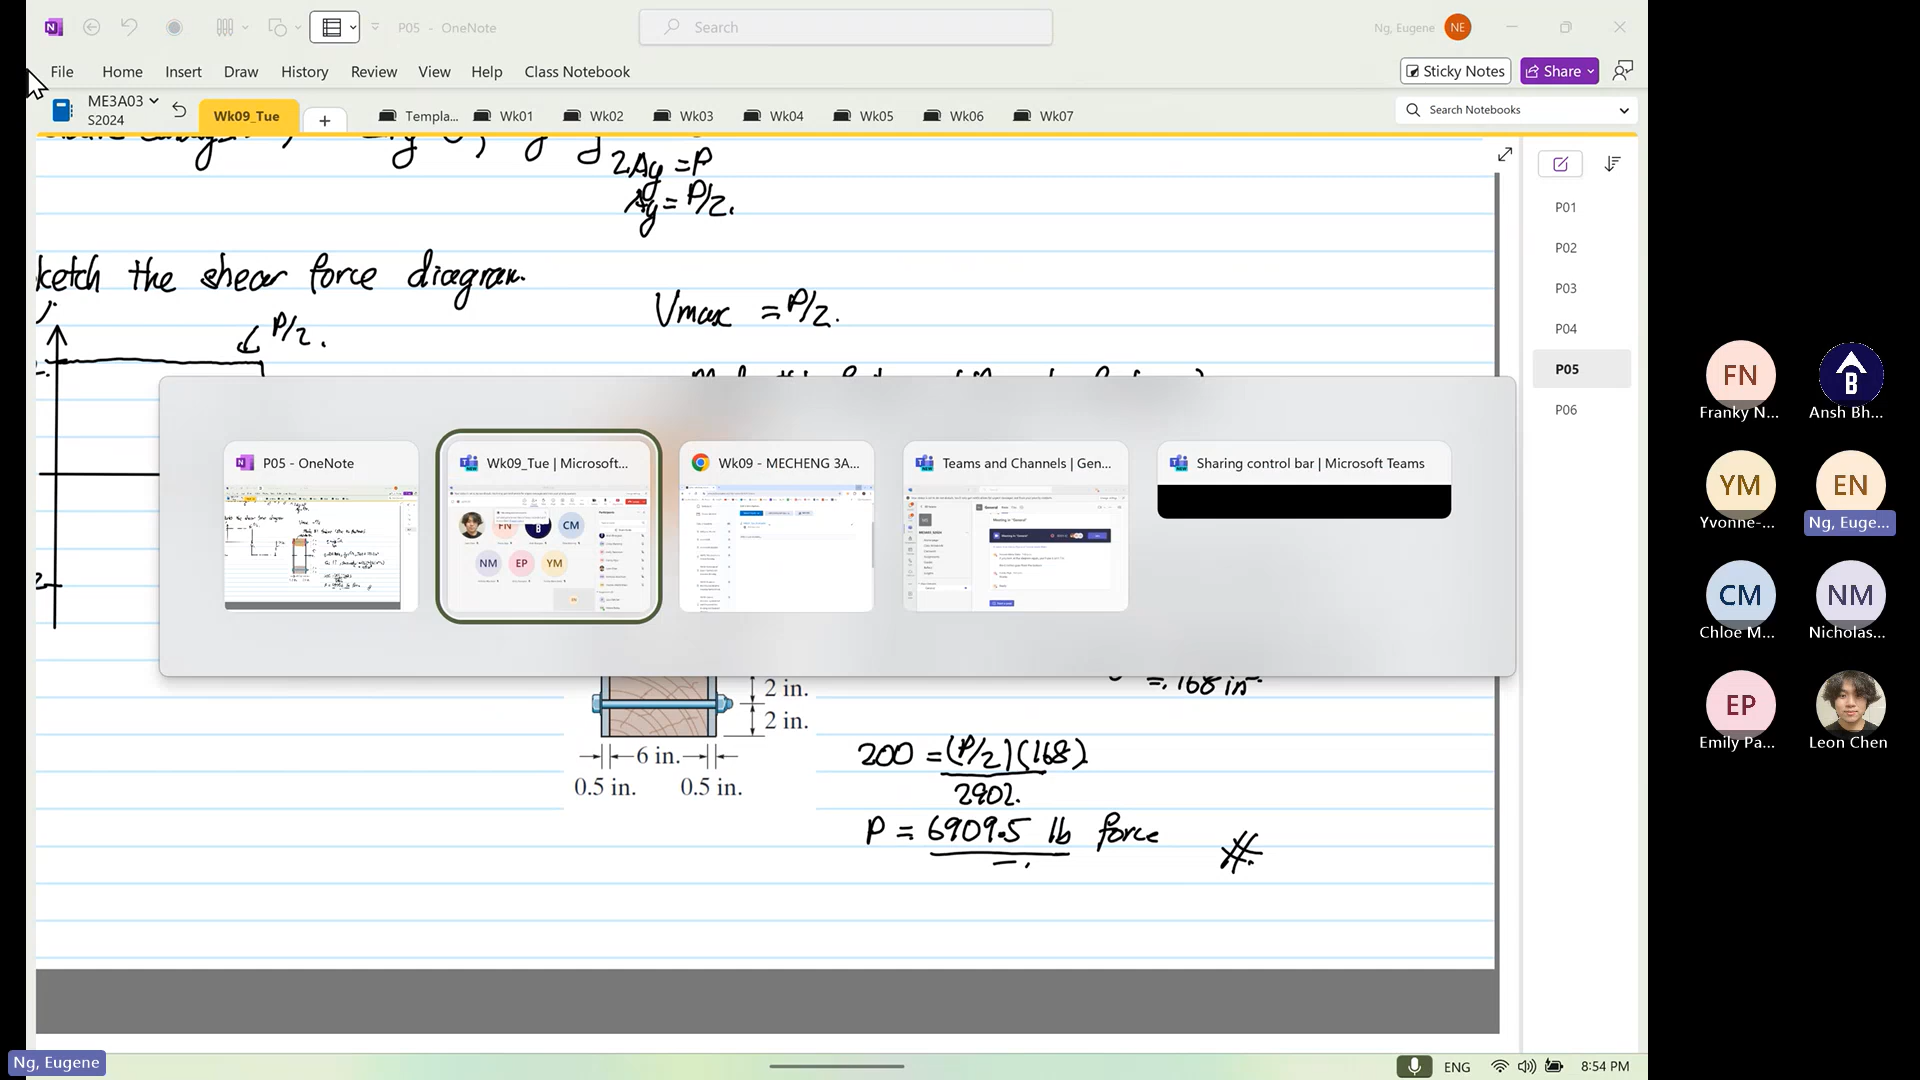 P05 - OneNote
Search
Ng, Eugene
NE
File
Home
Insert
Draw
History
Review
View
Help
Class Notebook
Sticky Notes
Share
ME3A03
S2024
Wk09_Tue
Templa...
Wk01
Wk02
Wk03
Wk04
Wk05
Wk06
Wk07
Search Notebooks
P01
P02
P03
P04
P05
P06
2Ay = P
Ay = P/2.
ketch the shear force diagram.
P/2.
Vmax = P/2.
P05 - OneNote
Wk09_Tue | Microsoft...
Wk09 - MECHENG 3A...
Teams and Channels | Gen...
Sharing control bar | Microsoft Teams
FN
CM
NM
EP
YM
2 in.
2 in.
6 in.
0.5 in.
0.5 in.
200 = (P/2)(168)
2902.
P = 6909.5 lb force
FN
Franky N...
B
Ansh Bh...
YM
Yvonne-...
EN
Ng, Euge...
CM
Chloe M...
NM
Nicholas...
EP
Emily Pa...
Leon Chen
Ng, Eugene
ENG
8:54 PM